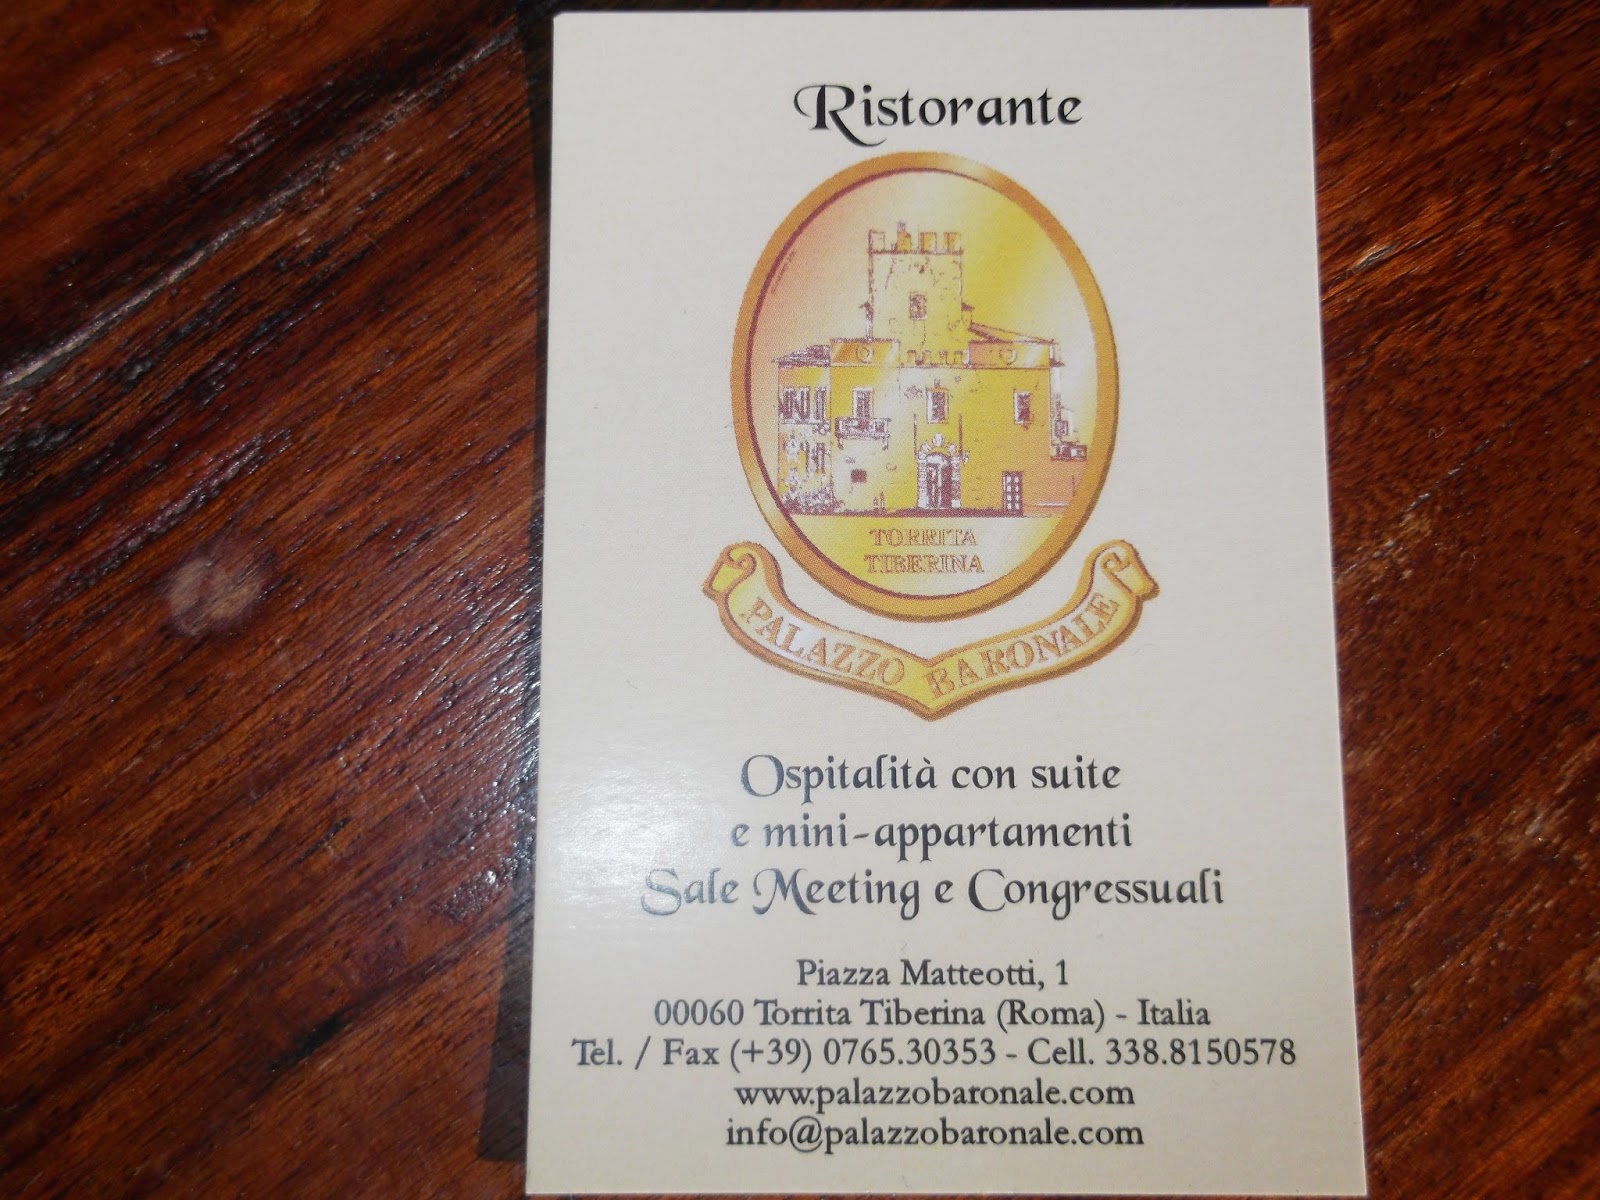 Ristorante
TORRITA
TIBERINA
PALAZZO BARONALE
Ospitalità con suite
e mini-appartamenti
Sale Meeting e Congressuali
Piazza Matteotti, 1
00060 Torrita Tiberina (Roma) - Italia
Tel. / Fax (+39) 0765.30353 - Cell. 338.8150578
www.palazzobaronale.com
info@palazzobaronale.com